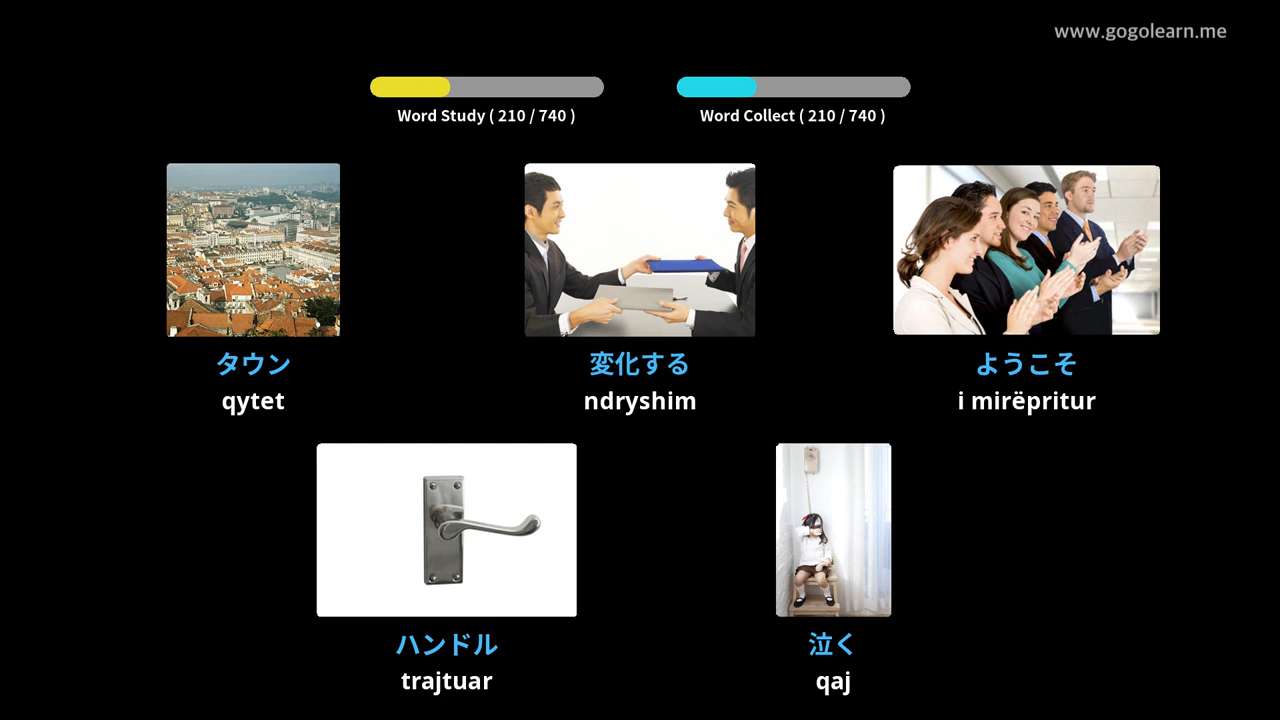 www.gogolearn.me
Word Study ( 210 / 740 )
Word Collect ( 210 / 740 )
タウン
qytet
変化する
ndryshim
ようこそ
i mirëpritur
ハンドル
trajtuar
泣く
qaj